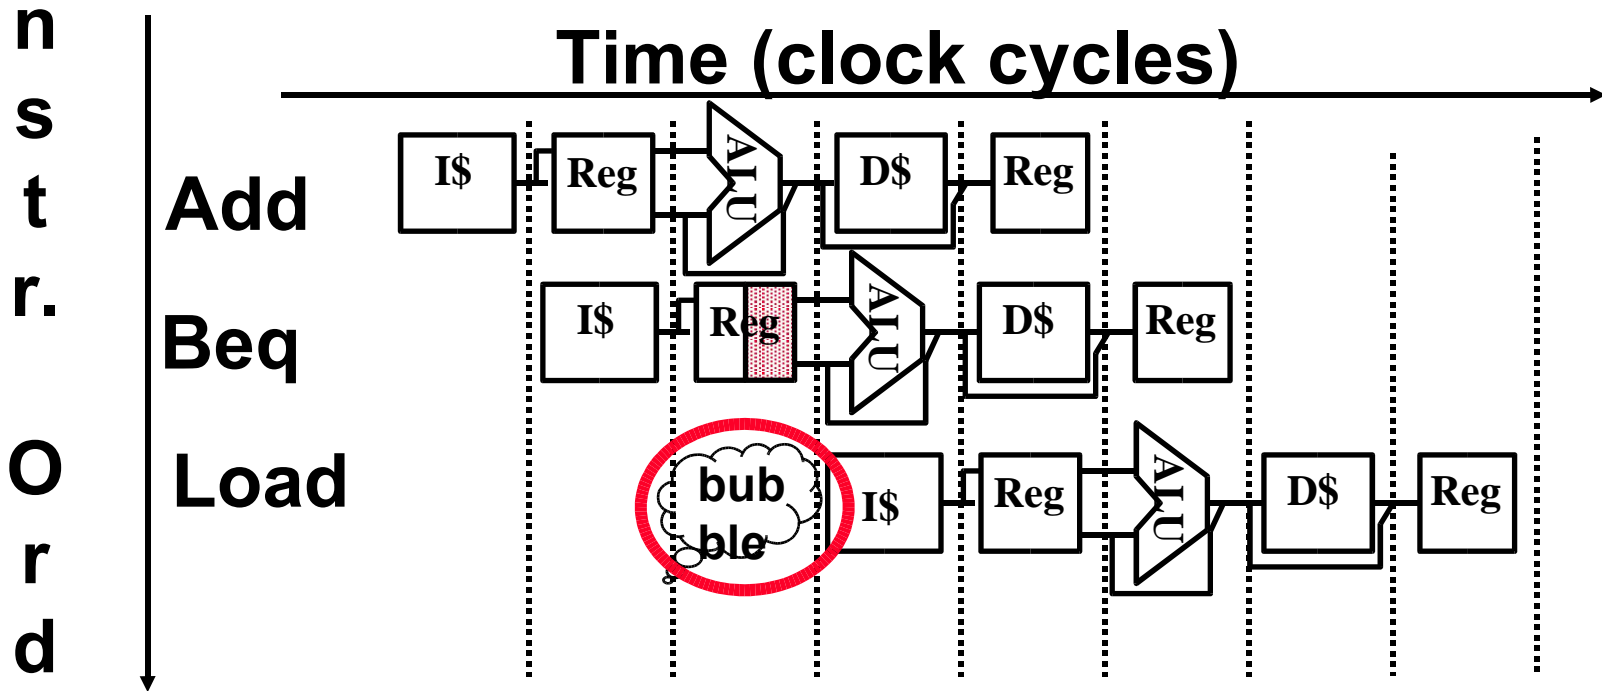 n
s
t
r.
O
r
d
Time (clock cycles)
Add
I$
Reg
ALU
D$
Reg
Beq
I$
Reg
ALU
D$
Reg
Load
bub
ble
I$
Reg
ALU
D$
Reg